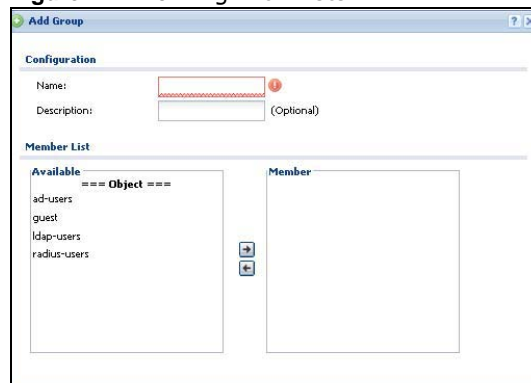 Add Group
Configuration
Name:
Description: (Optional)
Member List
Available
=== Object ===
ad-users
guest
ldap-users
radius-users
Member